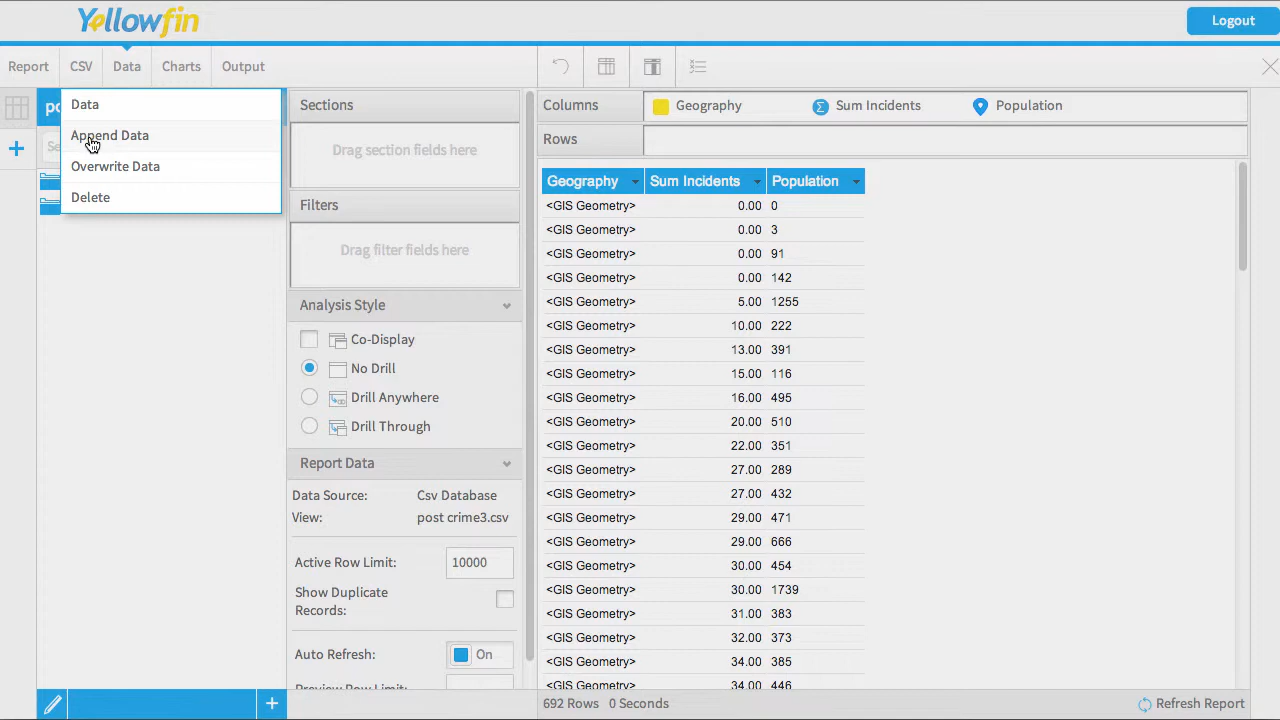 Yellowfin
Logout
Report CSV Data Charts Output
Data
Append Data
Overwrite Data
Delete
Sections
Drag section fields here
Filters
Drag filter fields here
Analysis Style
Co-Display
No Drill
Drill Anywhere
Drill Through
Report Data
Data Source: Csv Database
View: post crime3.csv
Active Row Limit: 10000
Show Duplicate
Records:
Auto Refresh: On
Preview Row Limit:
Columns Geography Sum Incidents Population
Rows
Geography Sum Incidents Population
<GIS Geometry> 0.00 0
<GIS Geometry> 0.00 3
<GIS Geometry> 0.00 91
<GIS Geometry> 0.00 142
<GIS Geometry> 5.00 1255
<GIS Geometry> 10.00 222
<GIS Geometry> 13.00 391
<GIS Geometry> 15.00 116
<GIS Geometry> 16.00 495
<GIS Geometry> 20.00 510
<GIS Geometry> 22.00 351
<GIS Geometry> 27.00 289
<GIS Geometry> 27.00 432
<GIS Geometry> 29.00 471
<GIS Geometry> 29.00 666
<GIS Geometry> 30.00 454
<GIS Geometry> 30.00 1739
<GIS Geometry> 31.00 383
<GIS Geometry> 32.00 373
<GIS Geometry> 34.00 385
<GIS Geometry> 34.00 446
692 Rows 0 Seconds
Refresh Report